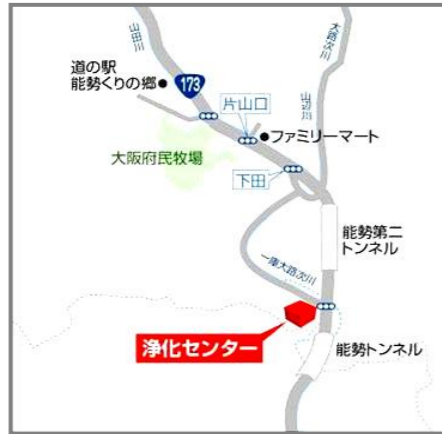 山田川
大路次川
道の駅
能勢くりの郷
173
片山口
山辺川
ファミリーマート
大阪府民牧場
下田
能勢第二
トンネル
一庫大路次川
浄化センター
能勢トンネル